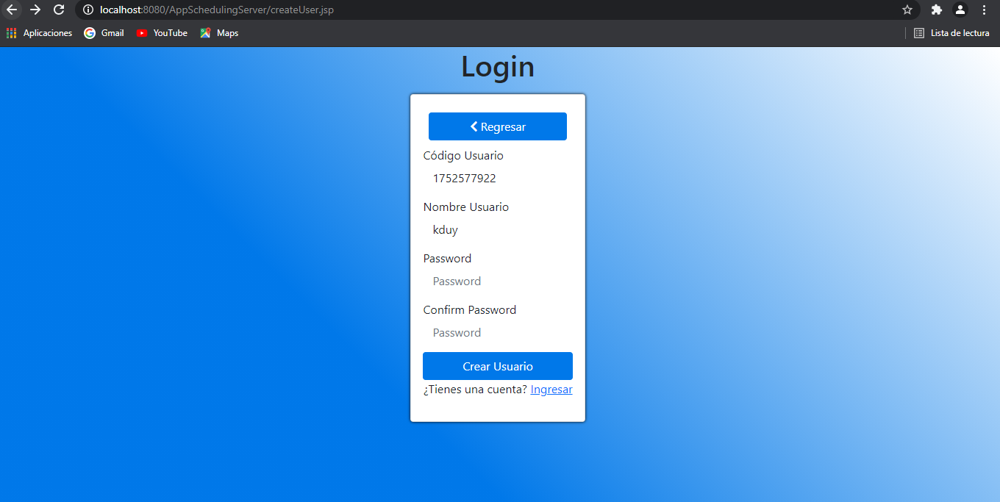 localhost:8080/AppSchedulingServer/createUser.jsp
Aplicaciones Gmail YouTube Maps Lista de lectura
Login
Regresar
Código Usuario
1752577922
Nombre Usuario
kduy
Password
Password
Confirm Password
Password
Crear Usuario
¿Tienes una cuenta? Ingresar